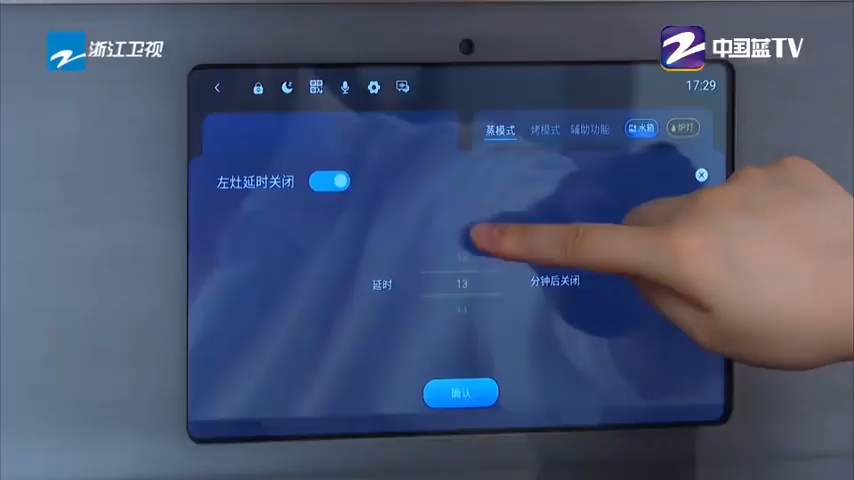 浙江卫视
中国蓝TV
17:29
蒸模式 烤模式 辅助功能 水箱 炉灯
左灶延时关闭
延时 13 分钟后关闭
14
确认